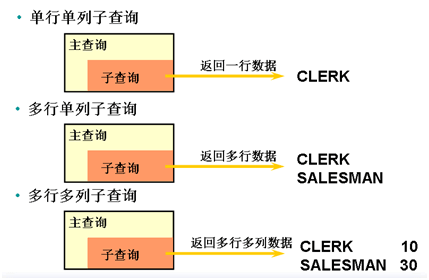 • 单行单列子查询
主查询
子查询
返回一行数据
CLERK
• 多行单列子查询
主查询
子查询
返回多行数据
CLERK
SALESMAN
• 多行多列子查询
主查询
子查询
返回多行多列数据
CLERK 10
SALESMAN 30